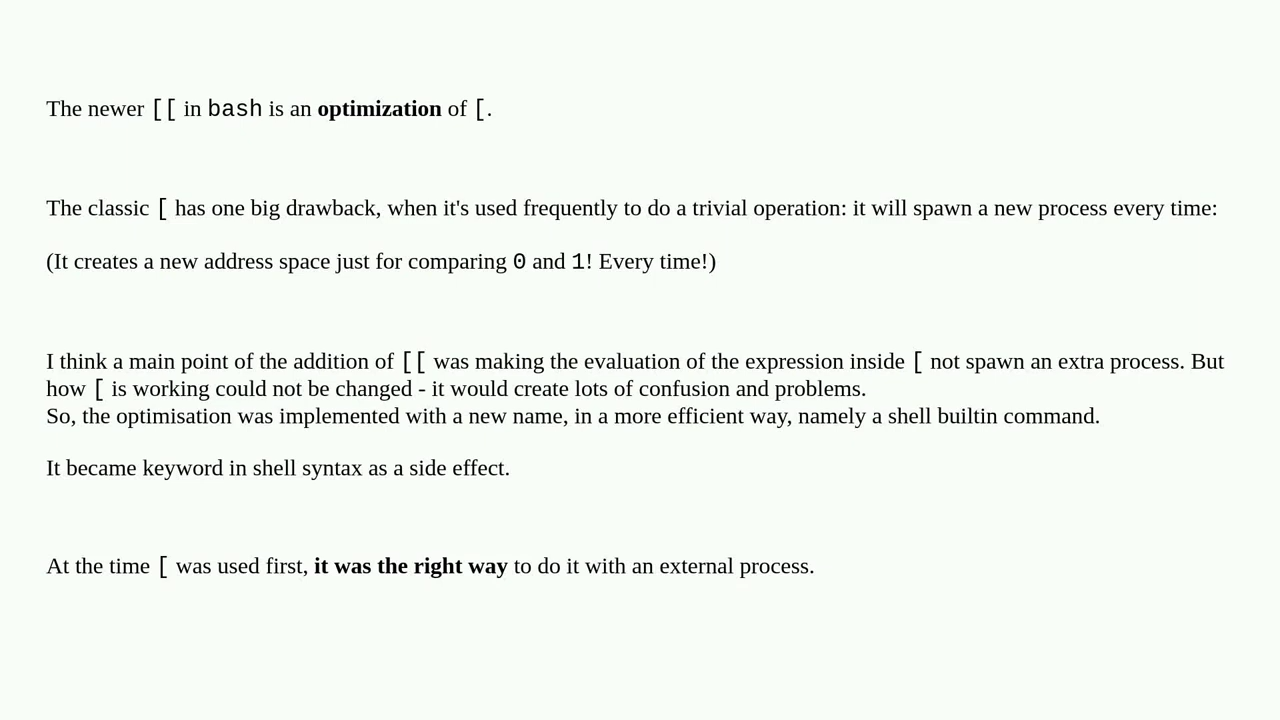 The newer [[ in bash is an optimization of [.
The classic [ has one big drawback, when it's used frequently to do a trivial operation: it will spawn a new process every time:
(It creates a new address space just for comparing 0 and 1! Every time!)
I think a main point of the addition of [[ was making the evaluation of the expression inside [ not spawn an extra process. But
how [ is working could not be changed - it would create lots of confusion and problems.
So, the optimisation was implemented with a new name, in a more efficient way, namely a shell builtin command.
It became keyword in shell syntax as a side effect.
At the time [ was used first, it was the right way to do it with an external process.